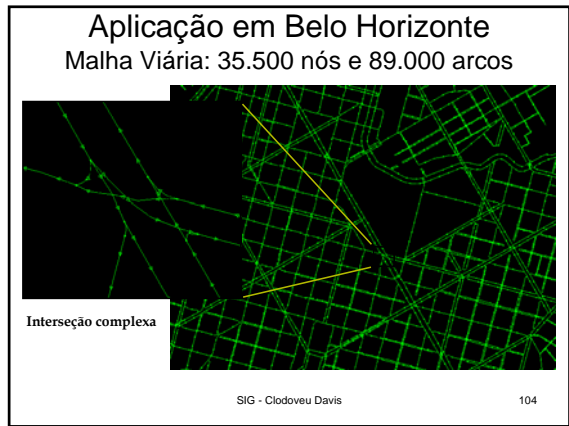 Aplicação em Belo Horizonte
Malha Viária: 35.500 nós e 89.000 arcos
Interseção complexa
SIG - Clodoveu Davis
104